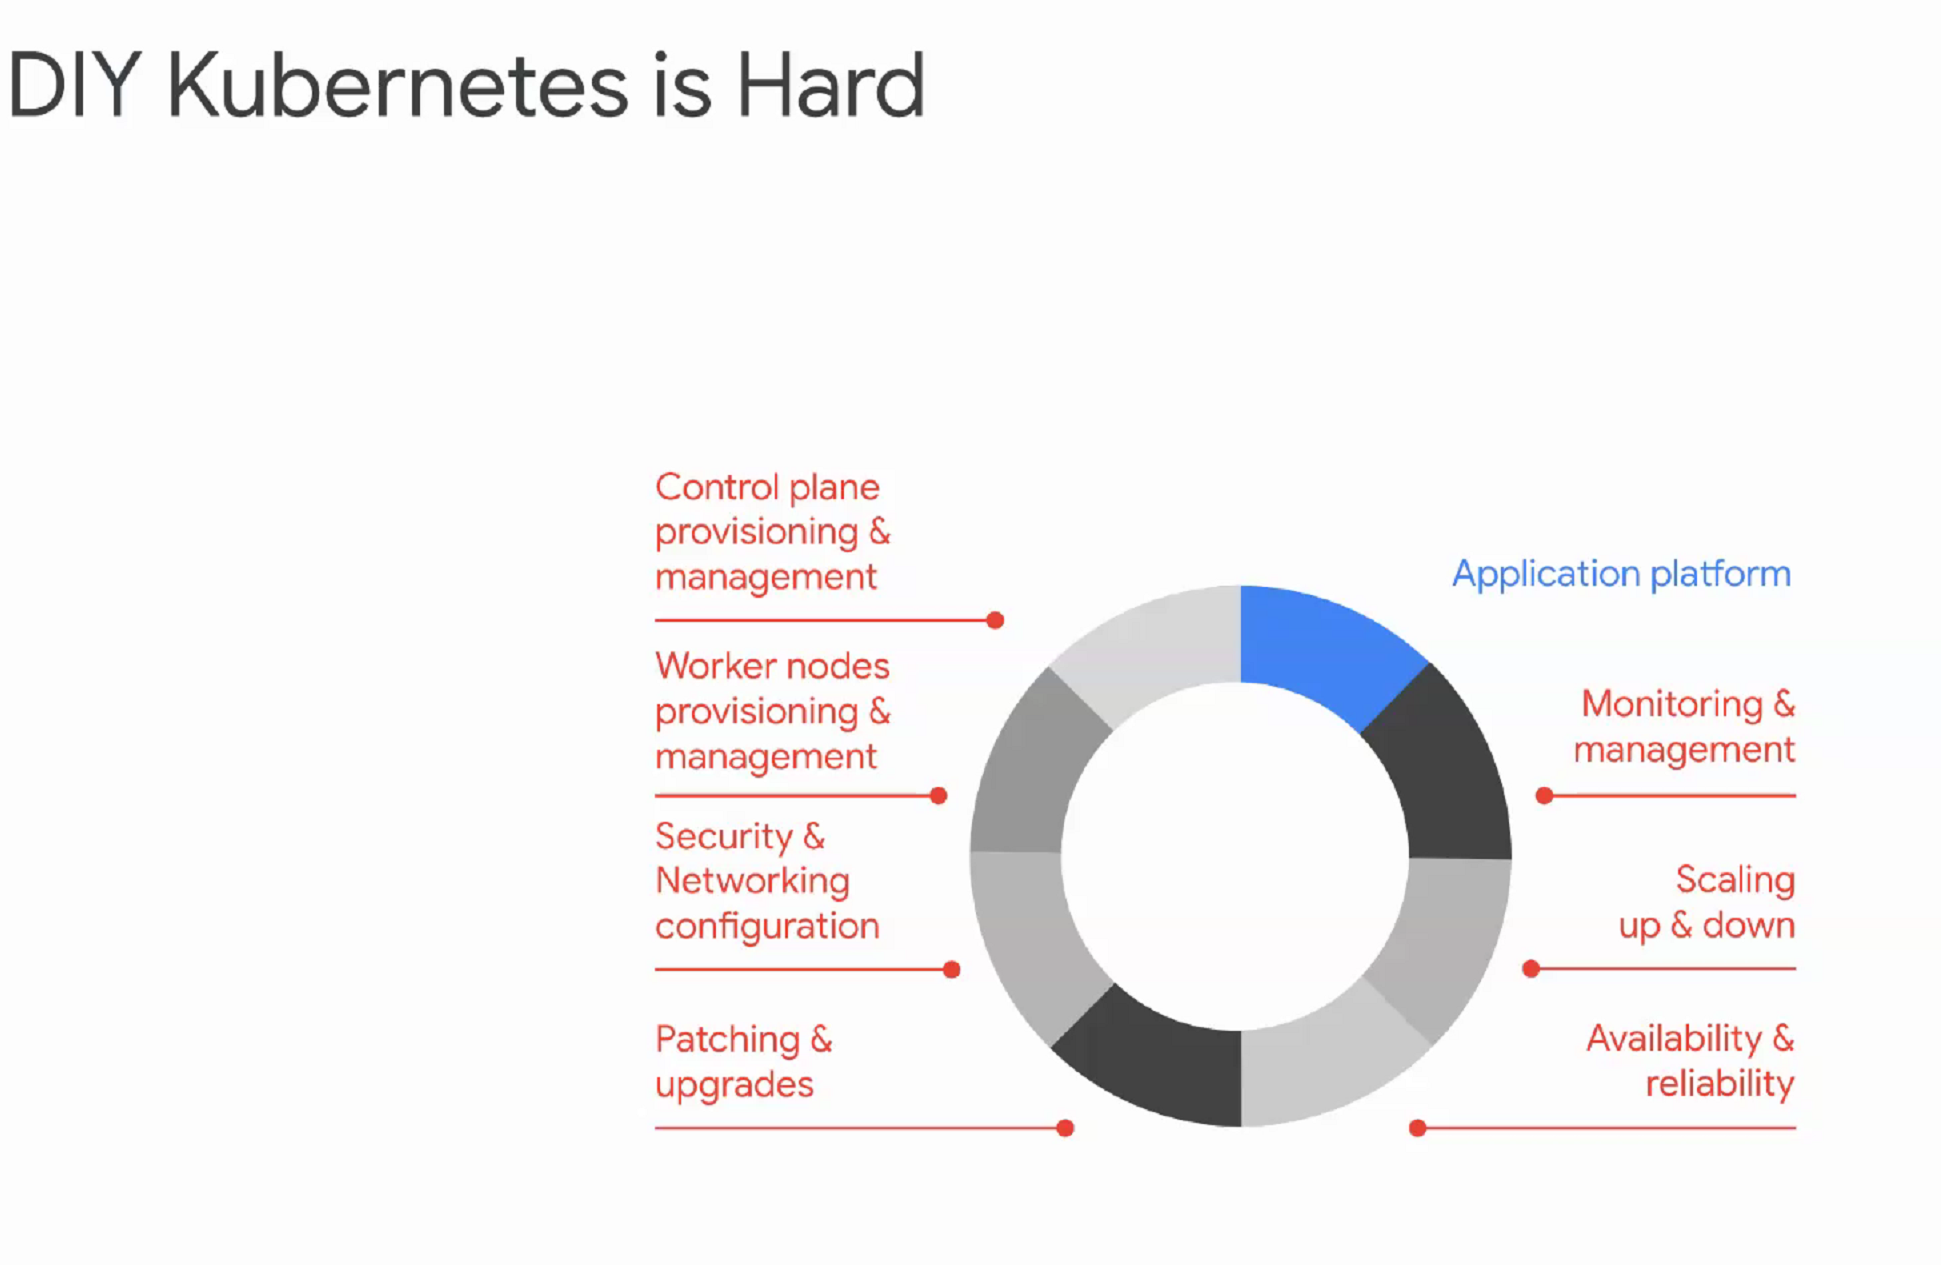 DIY Kubernetes is Hard
Control plane
provisioning &
management
Worker nodes
provisioning &
management
Security &
Networking
configuration
Patching &
upgrades
Application platform
Monitoring &
management
Scaling
up & down
Availability &
reliability